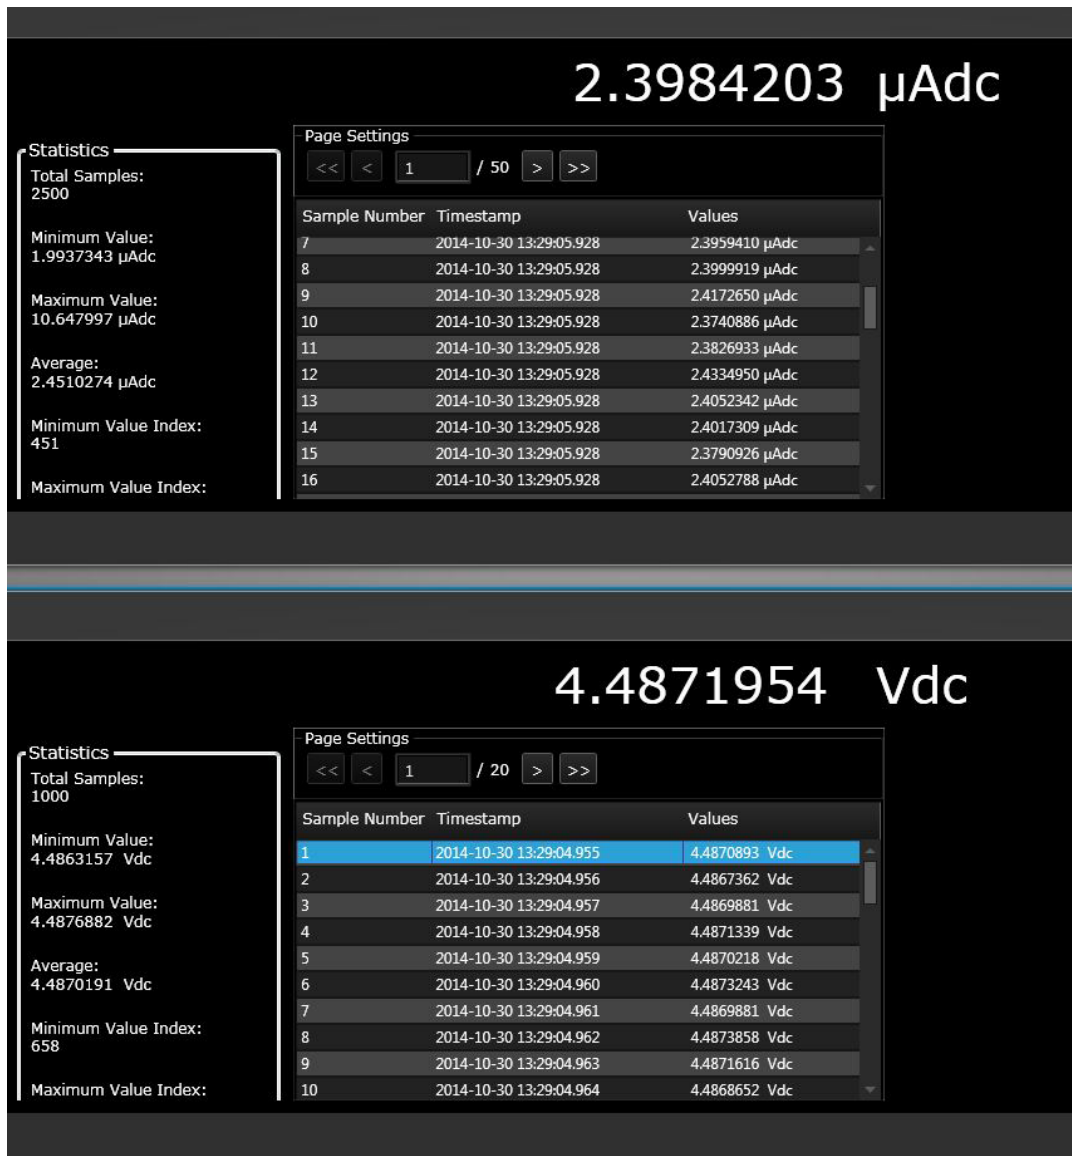 2.3984203 µAdc
Statistics
Total Samples:
2500
Minimum Value:
1.9937343 µAdc
Maximum Value:
10.647997 µAdc
Average:
2.4510274 µAdc
Minimum Value Index:
451
Maximum Value Index:
Page Settings
<< < 1 / 50 > >>
Sample Number Timestamp Values
7 2014-10-30 13:29:05.928 2.3959410 µAdc
8 2014-10-30 13:29:05.928 2.3999919 µAdc
9 2014-10-30 13:29:05.928 2.4172650 µAdc
10 2014-10-30 13:29:05.928 2.3740886 µAdc
11 2014-10-30 13:29:05.928 2.3826933 µAdc
12 2014-10-30 13:29:05.928 2.4334950 µAdc
13 2014-10-30 13:29:05.928 2.4052342 µAdc
14 2014-10-30 13:29:05.928 2.4017309 µAdc
15 2014-10-30 13:29:05.928 2.3790926 µAdc
16 2014-10-30 13:29:05.928 2.4052788 µAdc
4.4871954 Vdc
Statistics
Total Samples:
1000
Minimum Value:
4.4863157 Vdc
Maximum Value:
4.4876882 Vdc
Average:
4.4870191 Vdc
Minimum Value Index:
658
Maximum Value Index:
Page Settings
<< < 1 / 20 > >>
Sample Number Timestamp Values
1 2014-10-30 13:29:04.955 4.4870893 Vdc
2 2014-10-30 13:29:04.956 4.4867362 Vdc
3 2014-10-30 13:29:04.957 4.4869881 Vdc
4 2014-10-30 13:29:04.958 4.4871339 Vdc
5 2014-10-30 13:29:04.959 4.4870218 Vdc
6 2014-10-30 13:29:04.960 4.4873243 Vdc
7 2014-10-30 13:29:04.961 4.4869881 Vdc
8 2014-10-30 13:29:04.962 4.4873858 Vdc
9 2014-10-30 13:29:04.963 4.4871616 Vdc
10 2014-10-30 13:29:04.964 4.4868652 Vdc